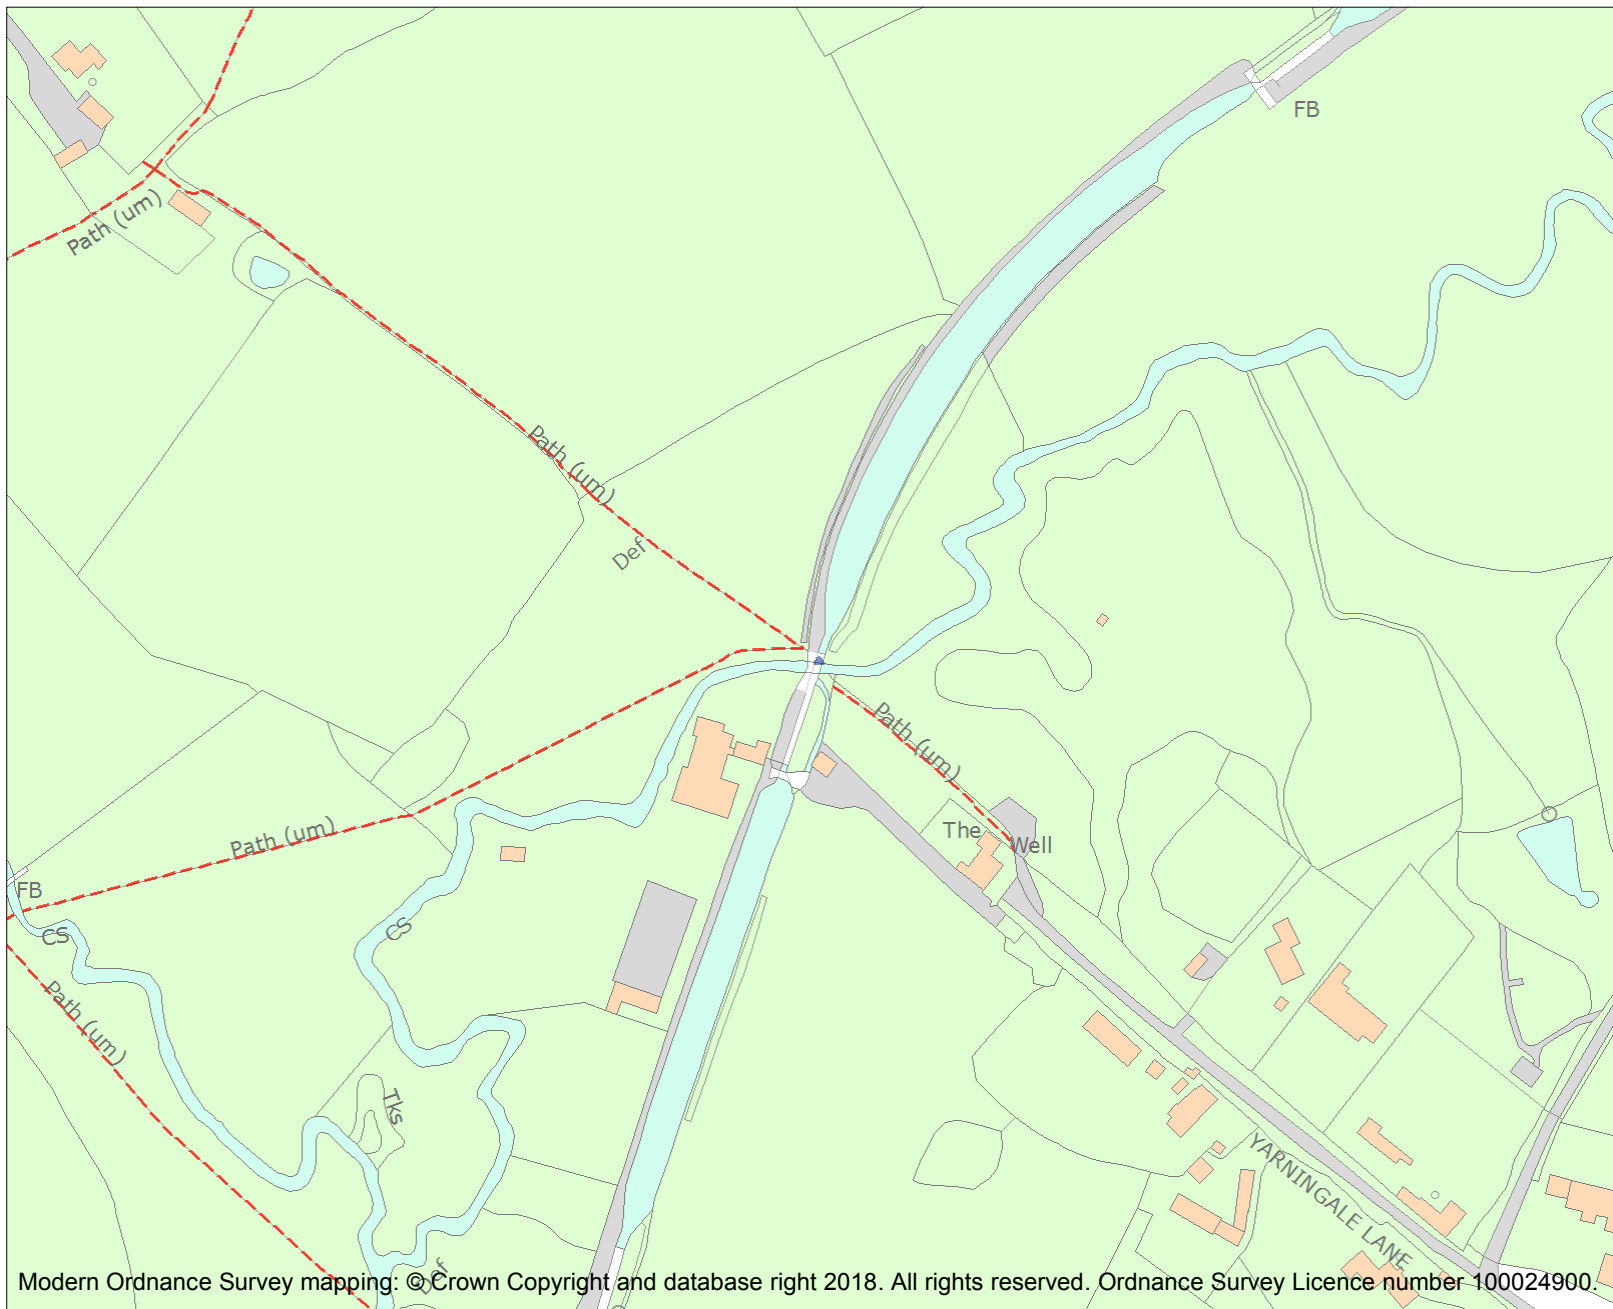 FB
Path (um)
Path (um)
Def
Path (um)
Path (um)
The
Well
FB
CS
CS
Path (um)
Tks
YARNINGALE LANE
Def
Modern Ordnance Survey mapping: © Crown Copyright and database right 2018. All rights reserved. Ordnance Survey Licence number 100024900.